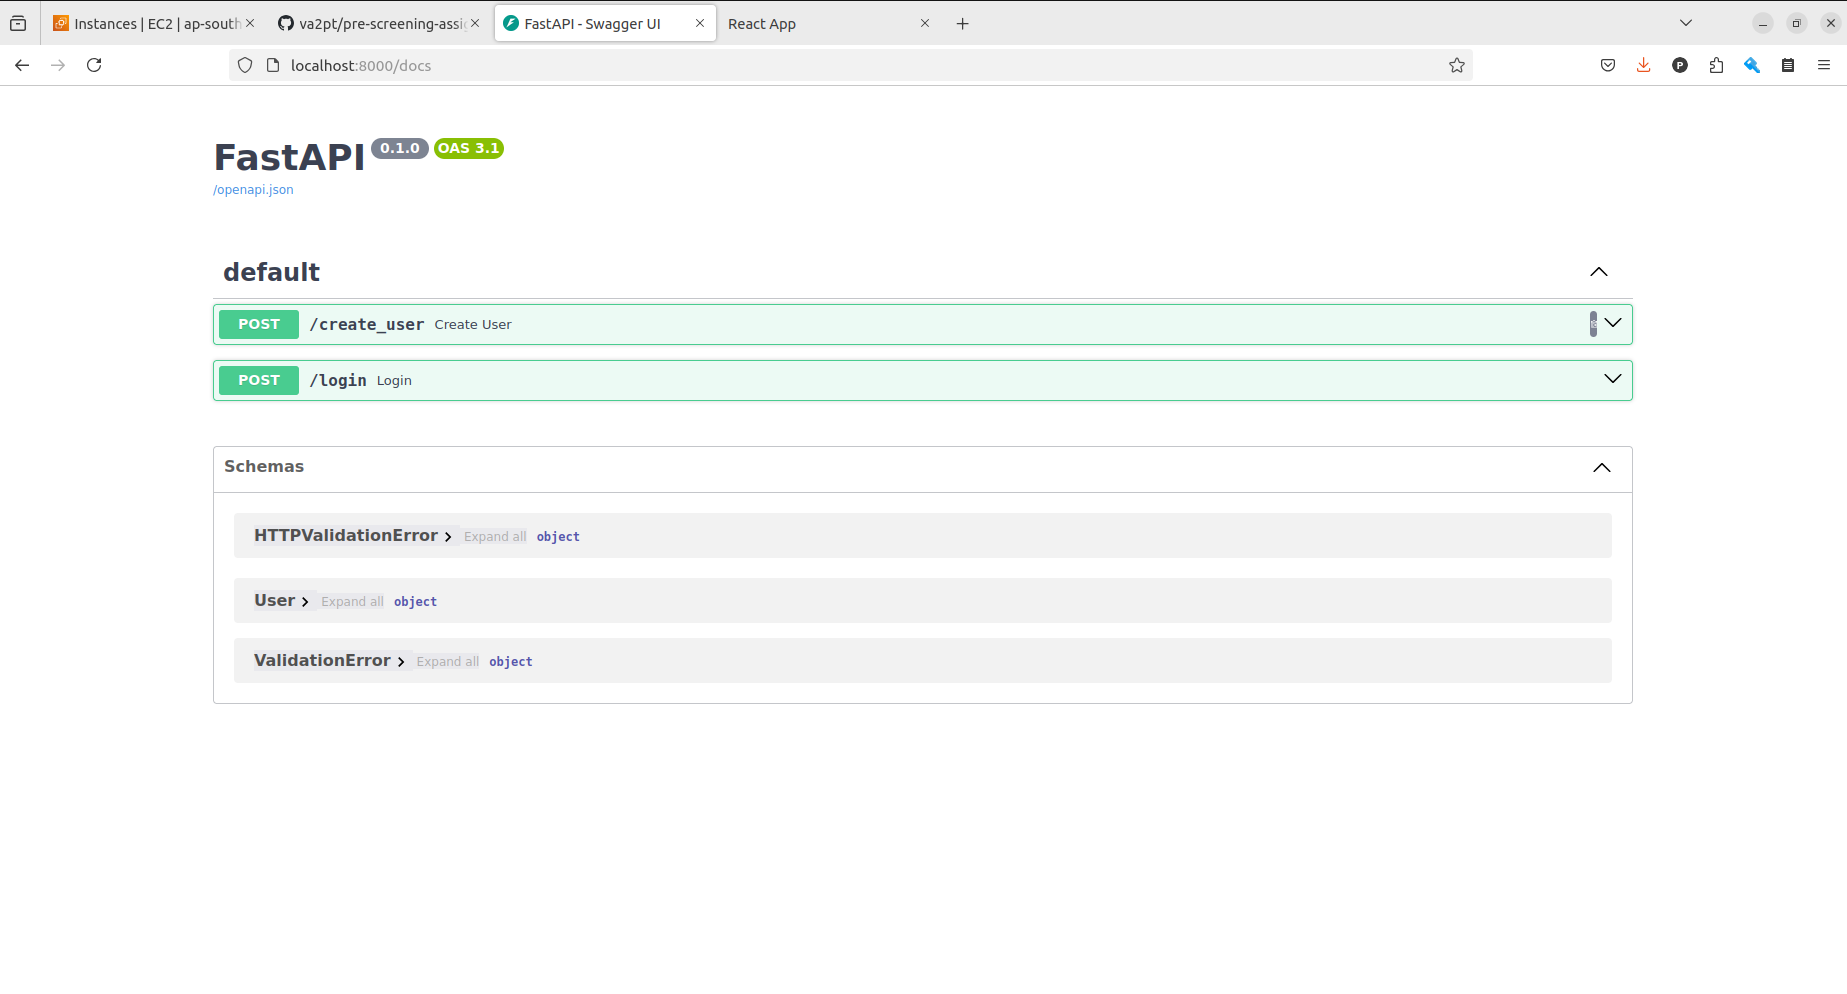 Instances | EC2 | ap-south
va2pt/pre-screening-assi
FastAPI - Swagger UI
React App
localhost:8000/docs
P
FastAPI 0.1.0 OAS 3.1
/openapi.json
default
POST /create_user Create User
POST /login Login
Schemas
HTTPValidationError Expand all object
User Expand all object
ValidationError Expand all object